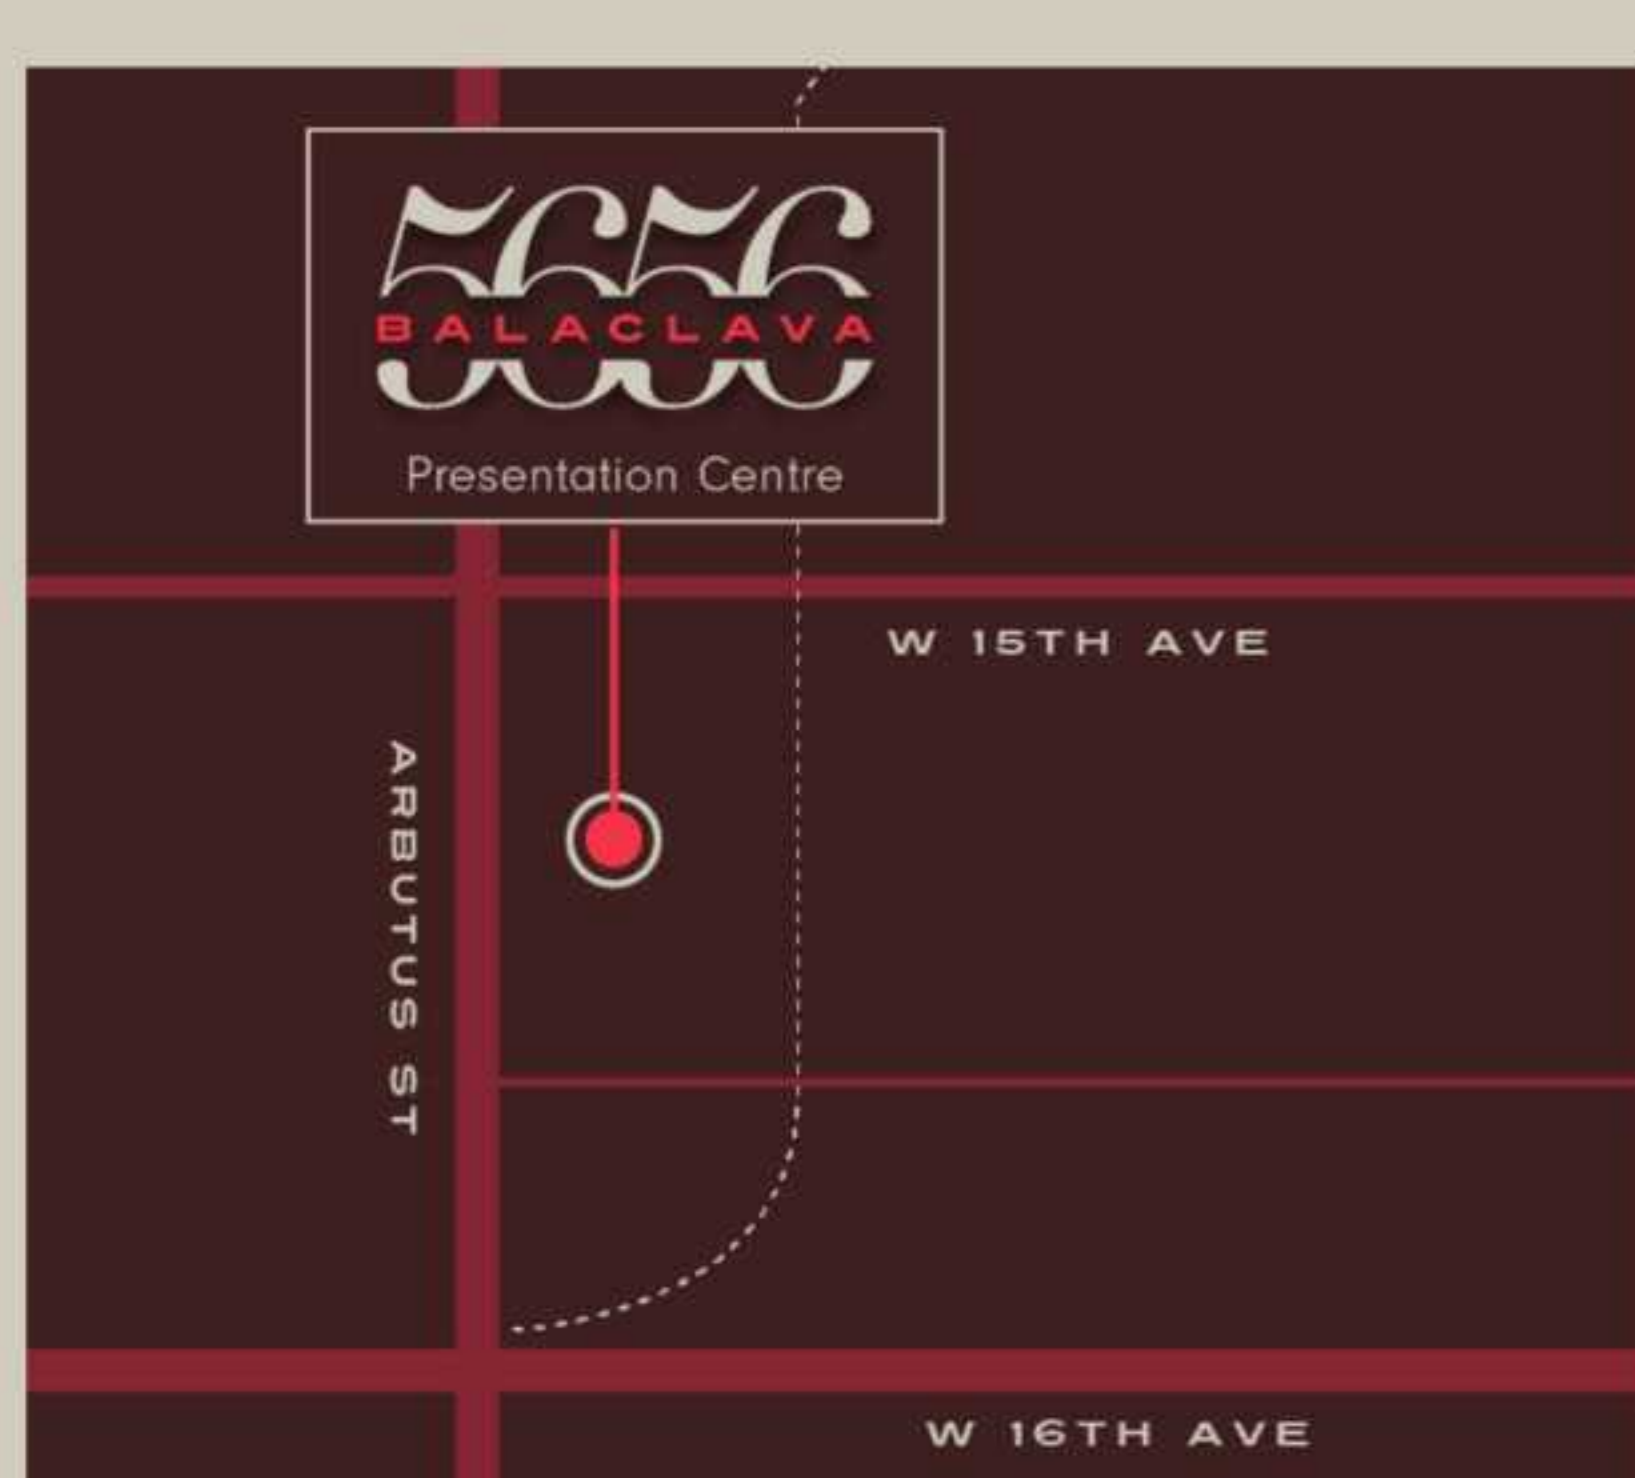 5656
BALACLAVA
Presentation Centre
W 15TH AVE
ARBUTUS ST
W 16TH AVE